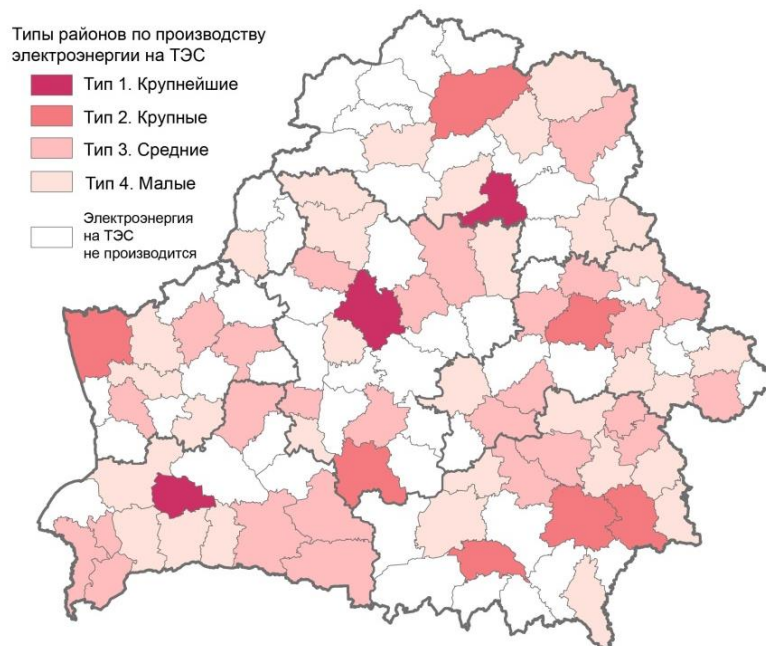 Типы районов по производству
электроэнергии на ТЭС
Тип 1. Крупнейшие
Тип 2. Крупные
Тип 3. Средние
Тип 4. Малые
Электроэнергия
на ТЭС
не производится